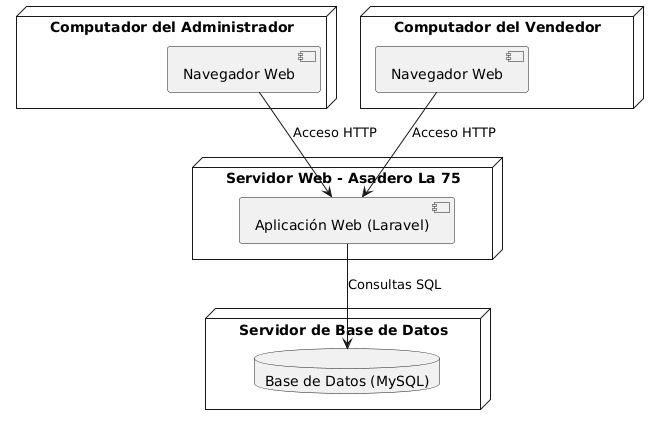 Computador del Administrador
Computador del Vendedor
Navegador Web
Navegador Web
Acceso HTTP
Acceso HTTP
Servidor Web - Asadero La 75
Aplicación Web (Laravel)
Consultas SQL
Servidor de Base de Datos
Base de Datos (MySQL)